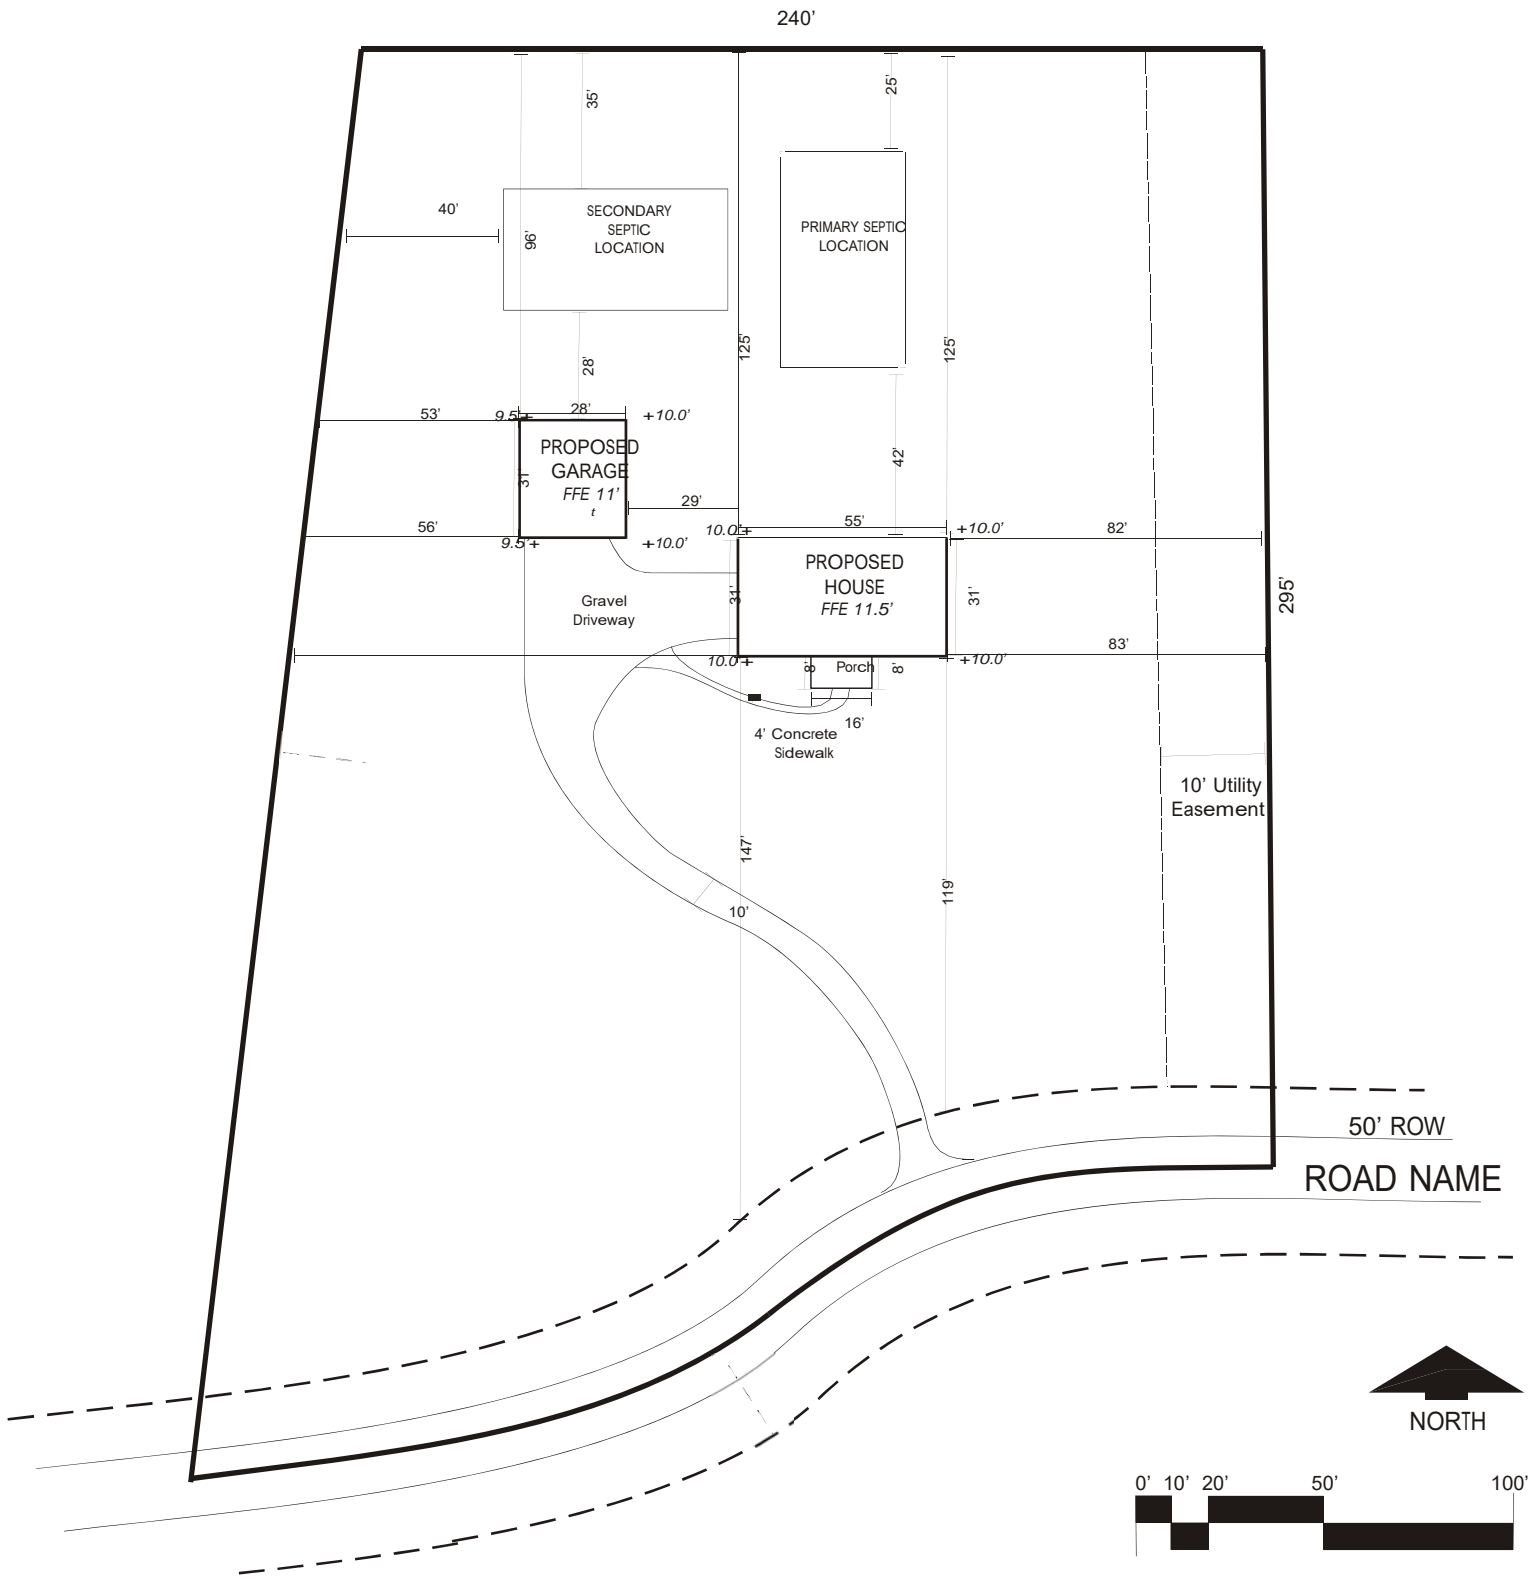 240’
35’
25’
40’
SECONDARY
SEPTIC
LOCATION
96’
PRIMARY SEPTIC
LOCATION
125’
125’
28’
53’
9.5’+
28’
+10.0’
PROPOSED
GARAGE
FFE 11’
t
31’
42’
29’
56’
9.5’+
+10.0’
10.0’+
55’
+10.0’
82’
PROPOSED
HOUSE
FFE 11.5’
31’
31’
295’
Gravel
Driveway
83’
10.0’+
+10.0’
8’
Porch
8’
16’
4’ Concrete
Sidewalk
10’ Utility
Easement
147’
119’
10’
50’ ROW
ROAD NAME
NORTH
0’ 10’ 20’ 50’ 100’